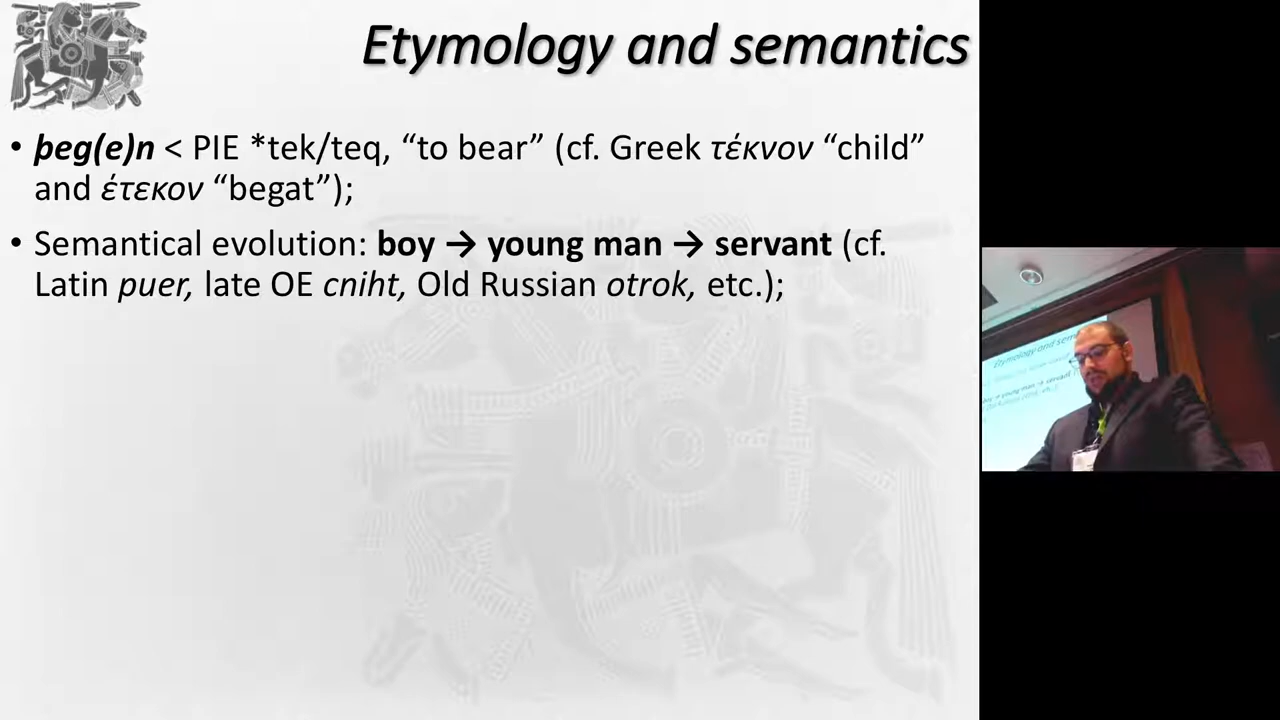 Etymology and semantics
• þeg(e)n < PIE *tek/teq, “to bear” (cf. Greek τέκνον “child”
and έτεκον “begat”);
• Semantical evolution: boy → young man → servant (cf.
Latin puer, late OE cniht, Old Russian otrok, etc.);